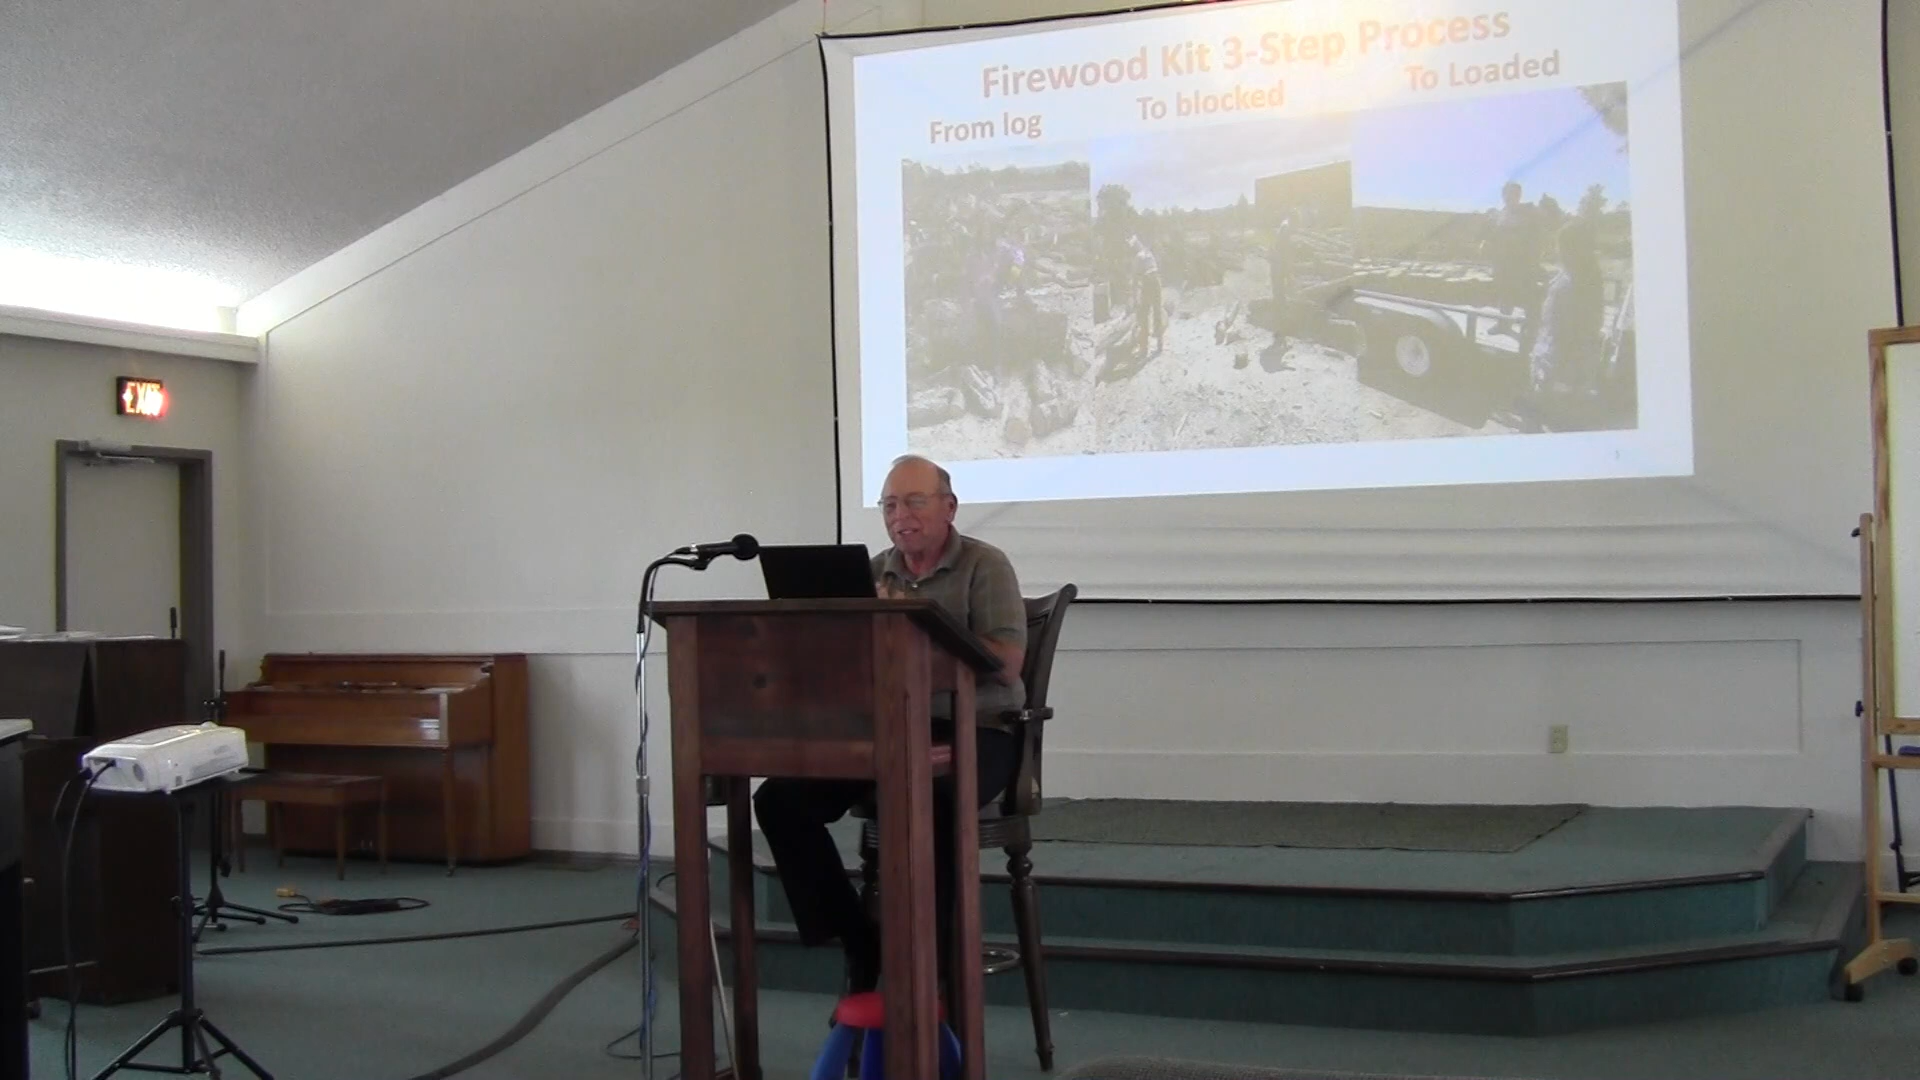 Firewood Kit 3-Step Process
From log
To blocked
To Loaded
EXIT